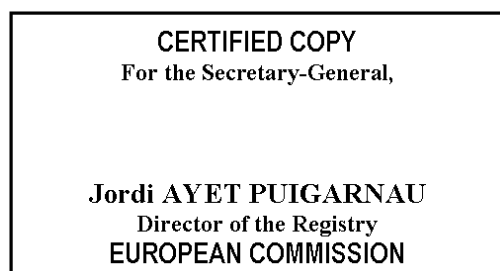 CERTIFIED COPY
For the Secretary-General,
Jordi AYET PUIGARNAU
Director of the Registry
EUROPEAN COMMISSION